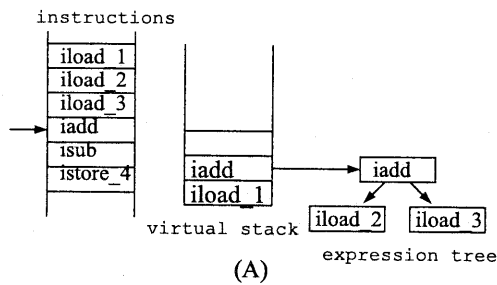 instructions
iload_1
iload_2
iload_3
iadd
isub
istore_4
iadd
iload_1
virtual stack
iadd
iload_2
iload_3
expression tree
(A)